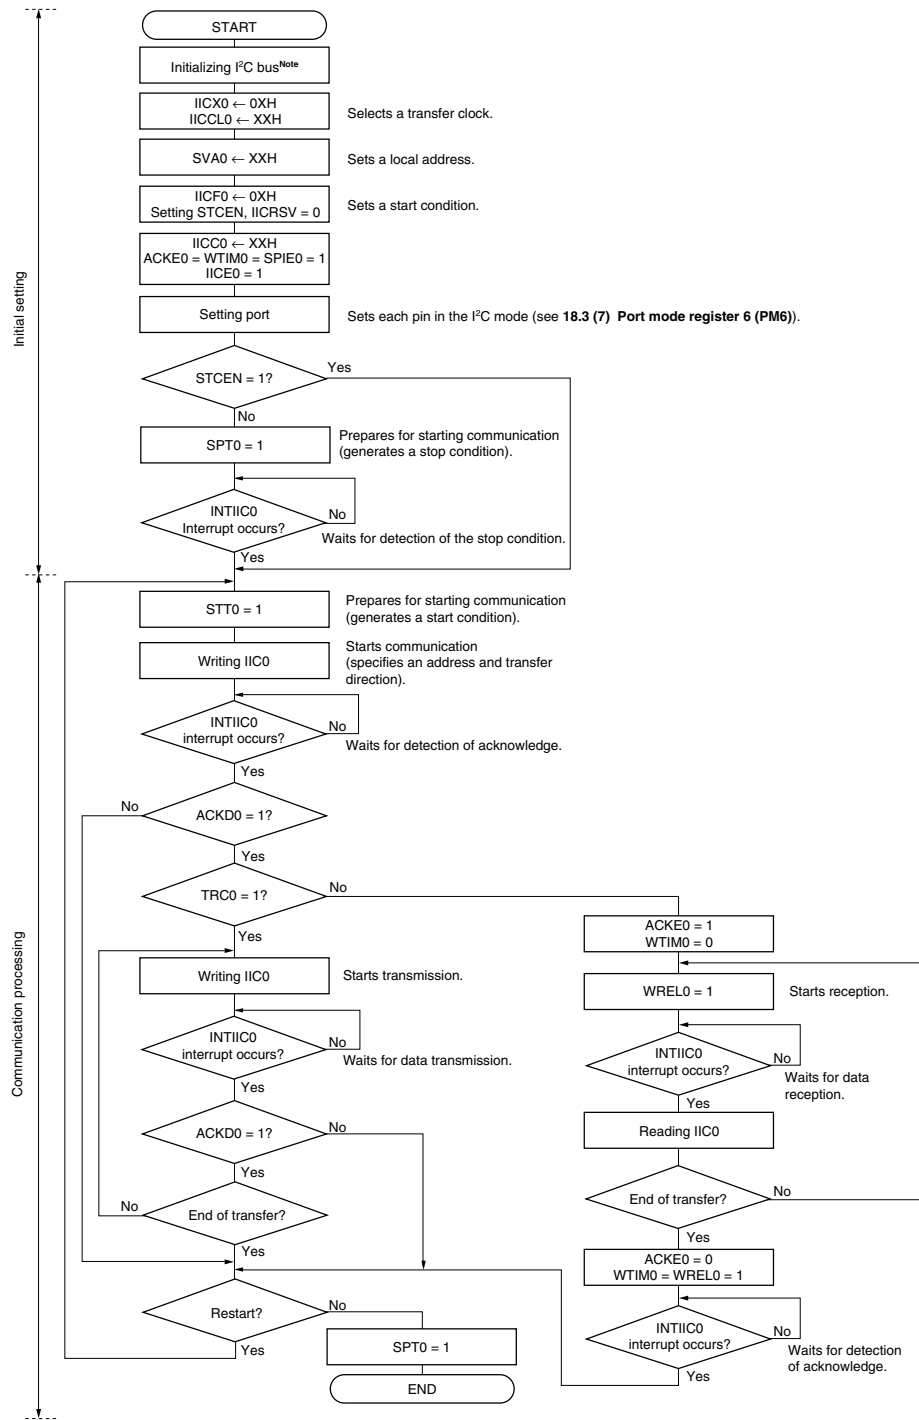 START
Initializing I²C busNote
IICX0 ← 0XH
IICCL0 ← XXH
Selects a transfer clock.
SVA0 ← XXH
Sets a local address.
IICF0 ← 0XH
Setting STCEN, IICRSV = 0
Sets a start condition.
IICC0 ← XXH
ACKE0 = WTIM0 = SPIE0 = 1
IICE0 = 1
Initial setting
Setting port
Sets each pin in the I²C mode (see 18.3 (7) Port mode register 6 (PM6)).
STCEN = 1?
Yes
No
SPT0 = 1
Prepares for starting communication
(generates a stop condition).
INTIIC0
Interrupt occurs?
No
Waits for detection of the stop condition.
Yes
STT0 = 1
Prepares for starting communication
(generates a start condition).
Writing IIC0
Starts communication
(specifies an address and transfer
direction).
INTIIC0
interrupt occurs?
No
Waits for detection of acknowledge.
Yes
ACKD0 = 1?
No
Yes
TRC0 = 1?
No
Yes
Communication processing
Writing IIC0
Starts transmission.
INTIIC0
interrupt occurs?
No
Waits for data transmission.
Yes
ACKD0 = 1?
No
Yes
End of transfer?
No
Yes
Restart?
No
Yes
SPT0 = 1
END
ACKE0 = 1
WTIM0 = 0
WREL0 = 1
Starts reception.
INTIIC0
interrupt occurs?
No
Waits for data
reception.
Yes
Reading IIC0
End of transfer?
No
Yes
ACKE0 = 0
WTIM0 = WREL0 = 1
INTIIC0
interrupt occurs?
No
Waits for detection
of acknowledge.
Yes